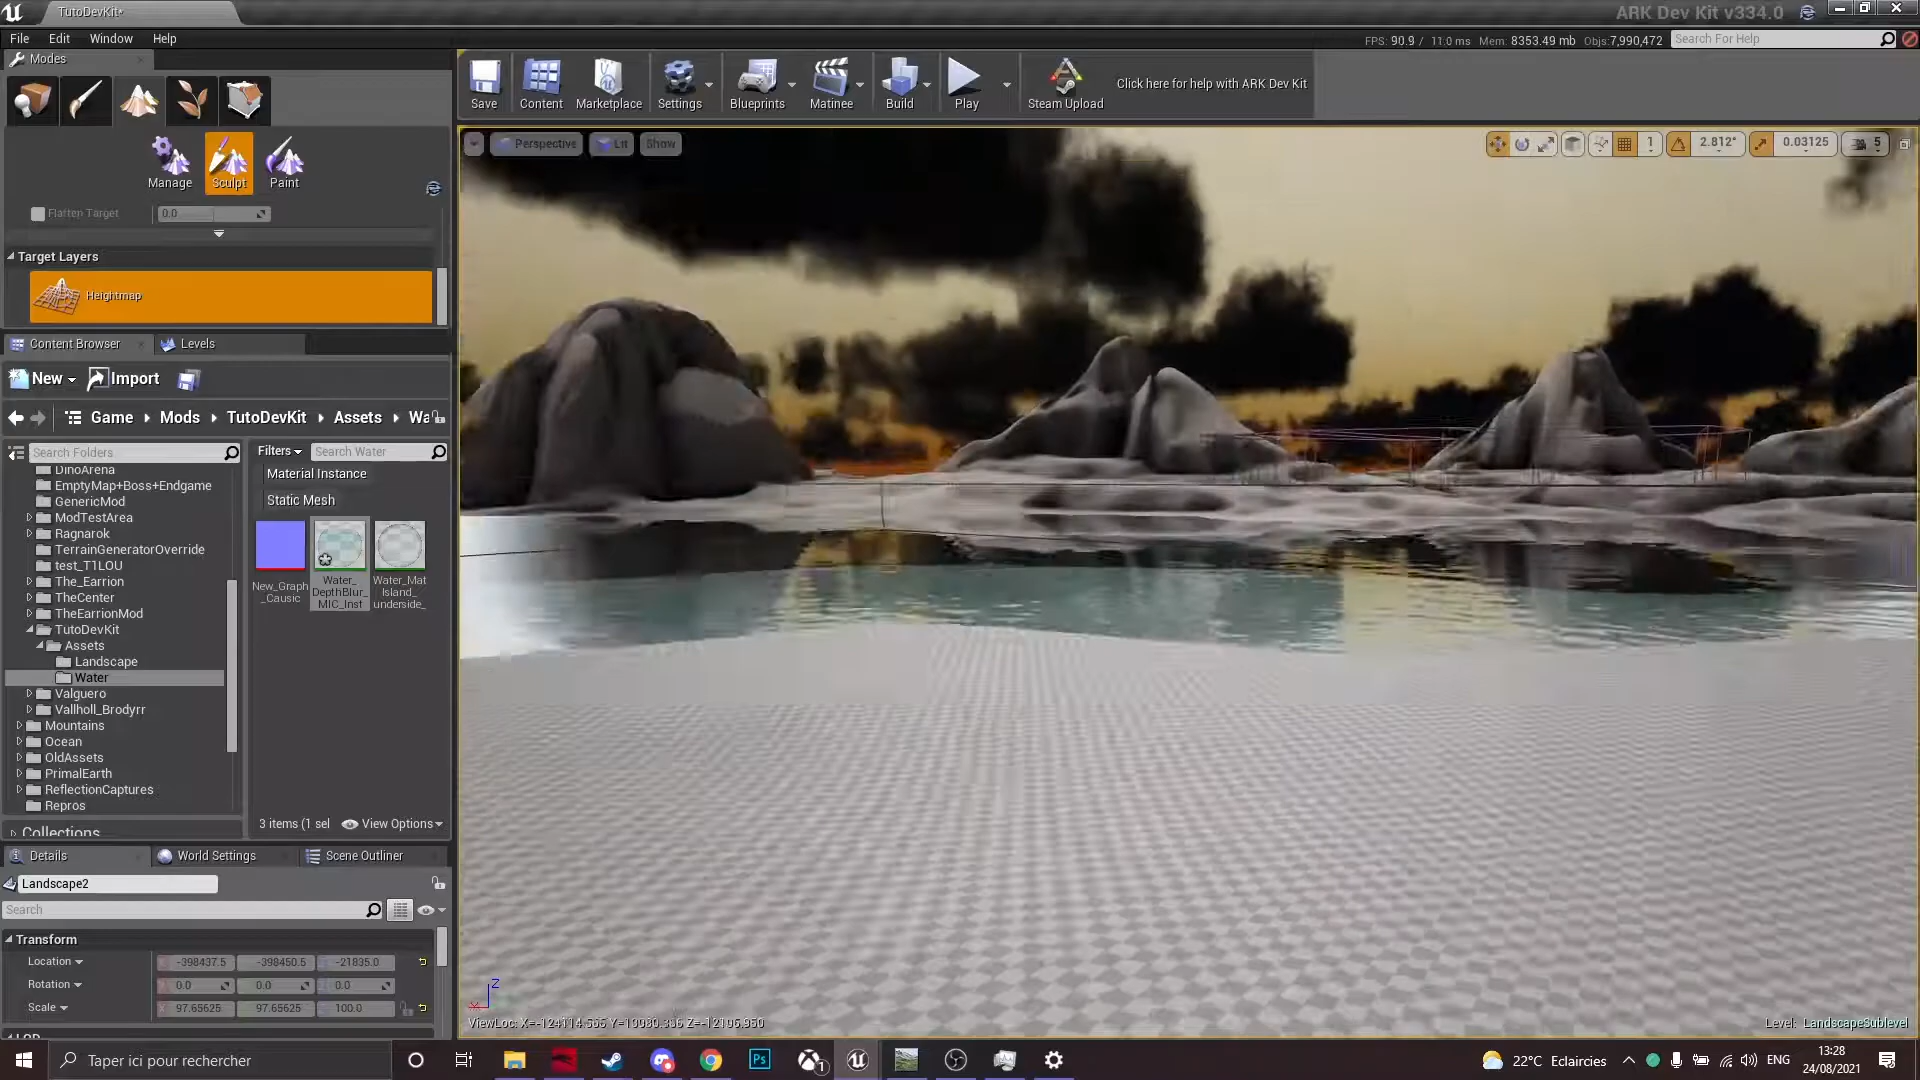 TutoDevKit•
ARK Dev Kit v334.0
File Edit Window Help
FPS: 90.9 / 11.0 ms Mem: 8353.49 mb Objs:7,990,472
Search For Help
Modes
Save
Content
Marketplace
Settings
Blueprints
Matinee
Build
Play
Steam Upload
Click here for help with ARK Dev Kit
Manage
Sculpt
Paint
Perspective
Lit
Show
1
2.812°
0.03125
5
Flatten Target
0.0
Target Layers
Heightmap
Content Browser
Levels
New
Import
Game
Mods
TutoDevKit
Assets
Search Folders
DinoArena
EmptyMap+Boss+Endgame
GenericMod
ModTestArea
Ragnarok
TerrainGeneratorOverride
test_T1LOU
The_Earrion
TheCenter
TheEarrionMod
TutoDevKit
Assets
Landscape
Water
Valguero
Vallholl_Brodyrr
Mountains
Ocean
OldAssets
PrimalEarth
ReflectionCaptures
Repros
Collections
Filters
Search Water
Material Instance
Static Mesh
New_Graph
_Causic
Water_
DepthBlur_
MIC_Inst
Water_Mat
Island_
underside_
3 items (1 sel
View Options
Details
World Settings
Scene Outliner
Landscape2
Search
Transform
Location
-398437.5
-398450.5
-21835.0
Rotation
0.0
0.0
0.0
Scale
97.65625
97.65625
100.0
Level: LandscapeSublevel
Taper ici pour rechercher
22°C Eclaircies
ENG
13:28
24/08/2021